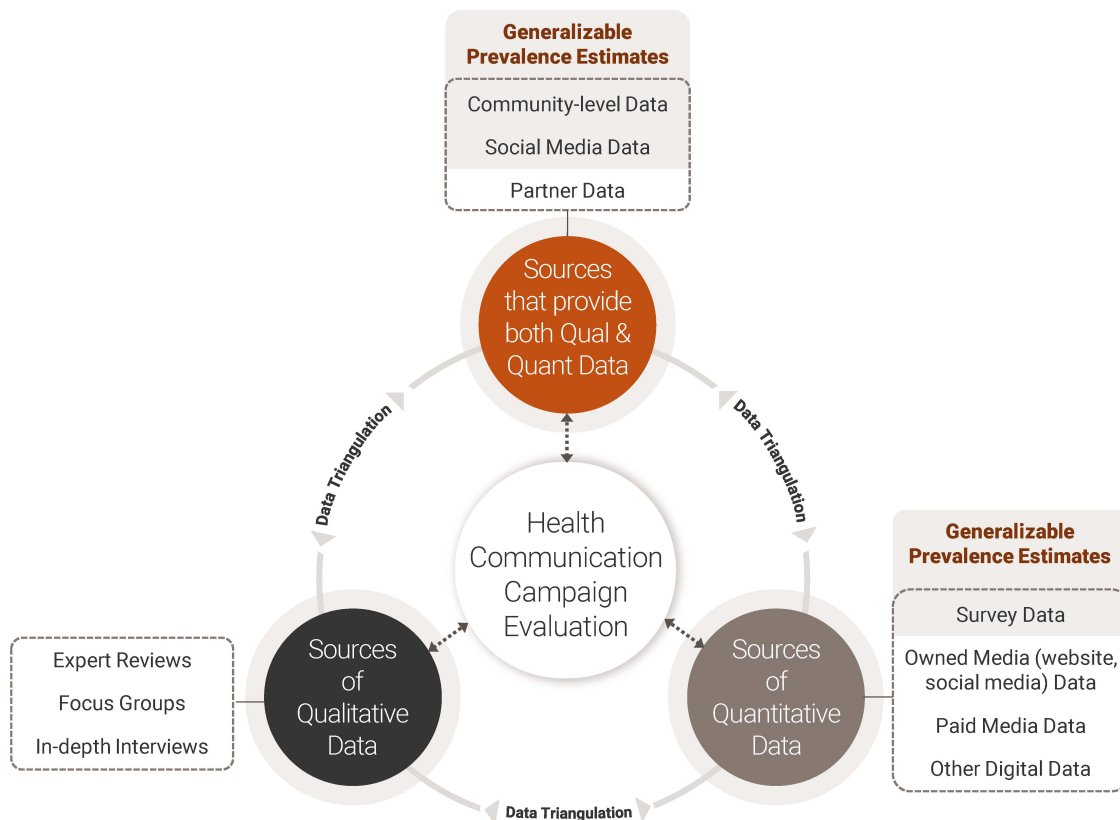 Generalizable
Prevalence Estimates
Community-level Data
Social Media Data
Partner Data
Sources
that provide
both Qual &
Quant Data
Data Triangulation
Data Triangulation
Health
Communication
Campaign
Evaluation
Generalizable
Prevalence Estimates
Survey Data
Owned Media (website,
social media) Data
Paid Media Data
Other Digital Data
Expert Reviews
Focus Groups
In-depth Interviews
Sources
of
Qualitative
Data
Sources
of
Quantitative
Data
Data Triangulation